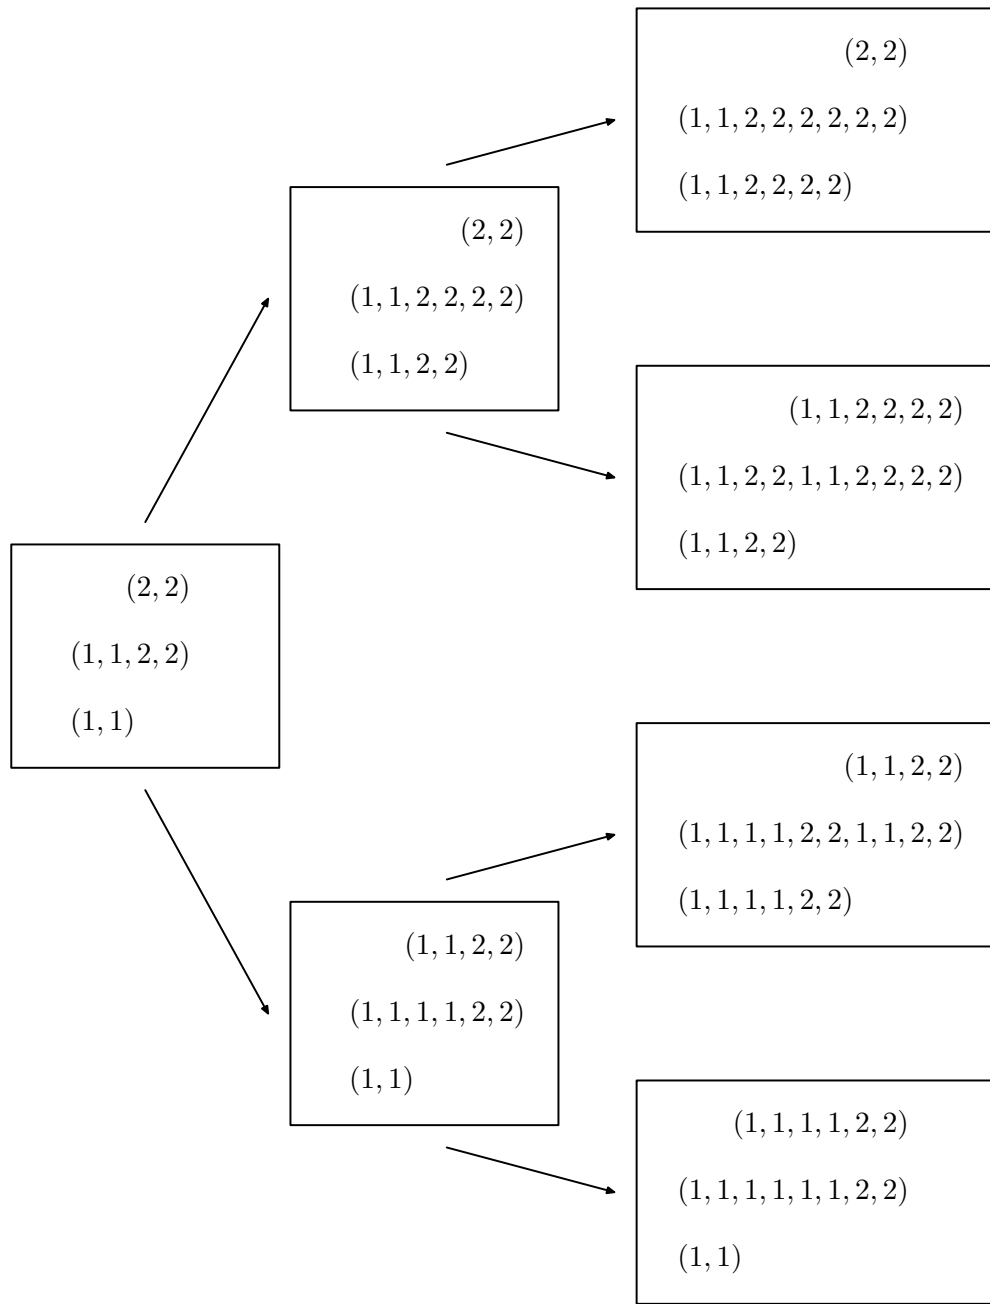 (2, 2)
(1, 1, 2, 2)
(1, 1)
(2, 2)
(1, 1, 2, 2, 2, 2)
(1, 1, 2, 2)
(1, 1, 2, 2)
(1, 1, 1, 1, 2, 2)
(1, 1)
(2, 2)
(1, 1, 2, 2, 2, 2, 2, 2)
(1, 1, 2, 2, 2, 2)
(1, 1, 2, 2, 2, 2)
(1, 1, 2, 2, 1, 1, 2, 2, 2, 2)
(1, 1, 2, 2)
(1, 1, 2, 2)
(1, 1, 1, 1, 2, 2, 1, 1, 2, 2)
(1, 1, 1, 1, 2, 2)
(1, 1, 1, 1, 2, 2)
(1, 1, 1, 1, 1, 1, 2, 2)
(1, 1)